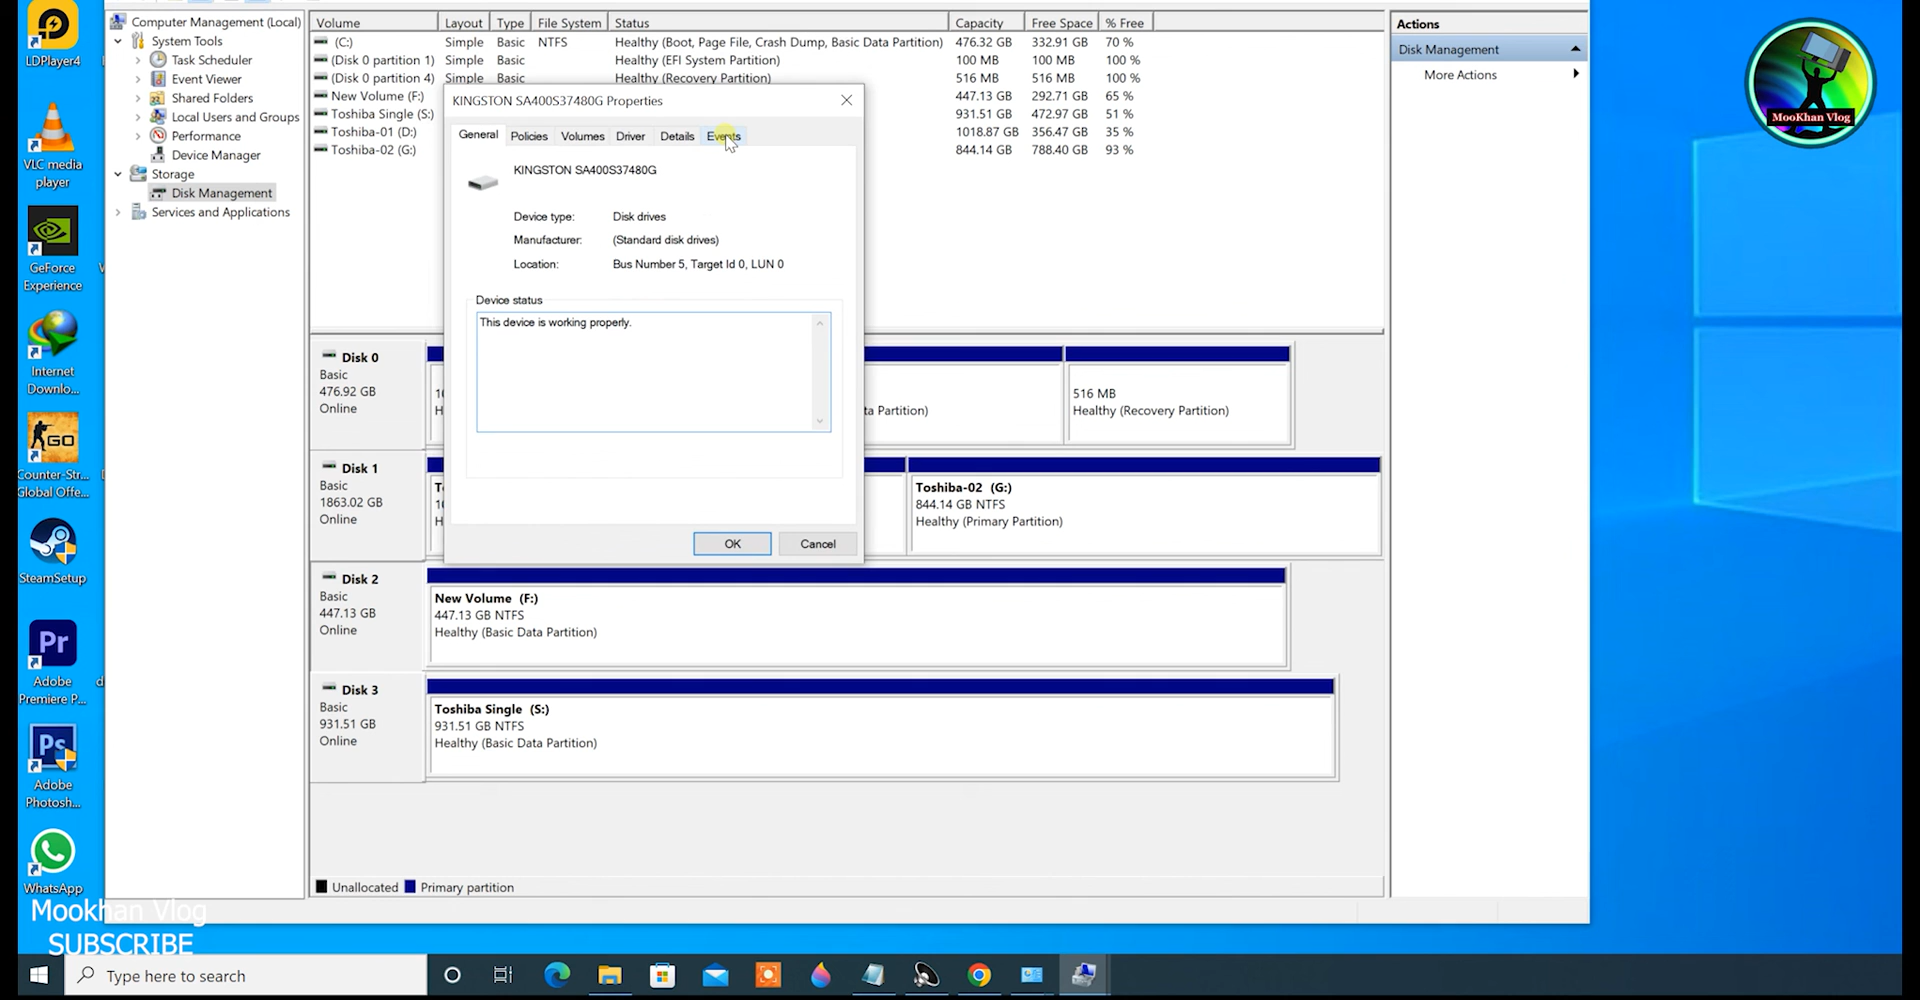 LDPlayer4
VLC media
player
GeForce
Experience
Internet
Downlo...
GO
Counter-Str...
Global Offe...
SteamSetup
Pr
Adobe
Premiere P...
Ps
Adobe
Photosh...
WhatsApp
Mookhan Vlog
SUBSCRIBE
Computer Management (Local)
System Tools
Task Scheduler
Event Viewer
Shared Folders
Local Users and Groups
Performance
Device Manager
Storage
Disk Management
Services and Applications
Volume Layout Type File System Status Capacity Free Space % Free
(C:) Simple Basic NTFS Healthy (Boot, Page File, Crash Dump, Basic Data Partition) 476.32 GB 332.91 GB 70 %
(Disk 0 partition 1) Simple Basic Healthy (EFI System Partition) 100 MB 100 MB 100 %
(Disk 0 partition 4) Simple Basic Healthy (Recovery Partition) 516 MB 516 MB 100 %
New Volume (F:) 447.13 GB 292.71 GB 65 %
Toshiba Single (S:) 931.51 GB 472.97 GB 51 %
Toshiba-01 (D:) 1018.87 GB 356.47 GB 35 %
Toshiba-02 (G:) 844.14 GB 788.40 GB 93 %
KINGSTON SA400S37480G Properties
General Policies Volumes Driver Details Events
KINGSTON SA400S37480G
Device type: Disk drives
Manufacturer: (Standard disk drives)
Location: Bus Number 5, Target Id 0, LUN 0
Device status
This device is working properly.
OK Cancel
Disk 0
Basic
476.92 GB
Online
ta Partition)
516 MB
Healthy (Recovery Partition)
Disk 1
Basic
1863.02 GB
Online
Toshiba-02 (G:)
844.14 GB NTFS
Healthy (Primary Partition)
Disk 2
Basic
447.13 GB
Online
New Volume (F:)
447.13 GB NTFS
Healthy (Basic Data Partition)
Disk 3
Basic
931.51 GB
Online
Toshiba Single (S:)
931.51 GB NTFS
Healthy (Basic Data Partition)
Unallocated Primary partition
Actions
Disk Management
More Actions
MooKhan Vlog
Type here to search